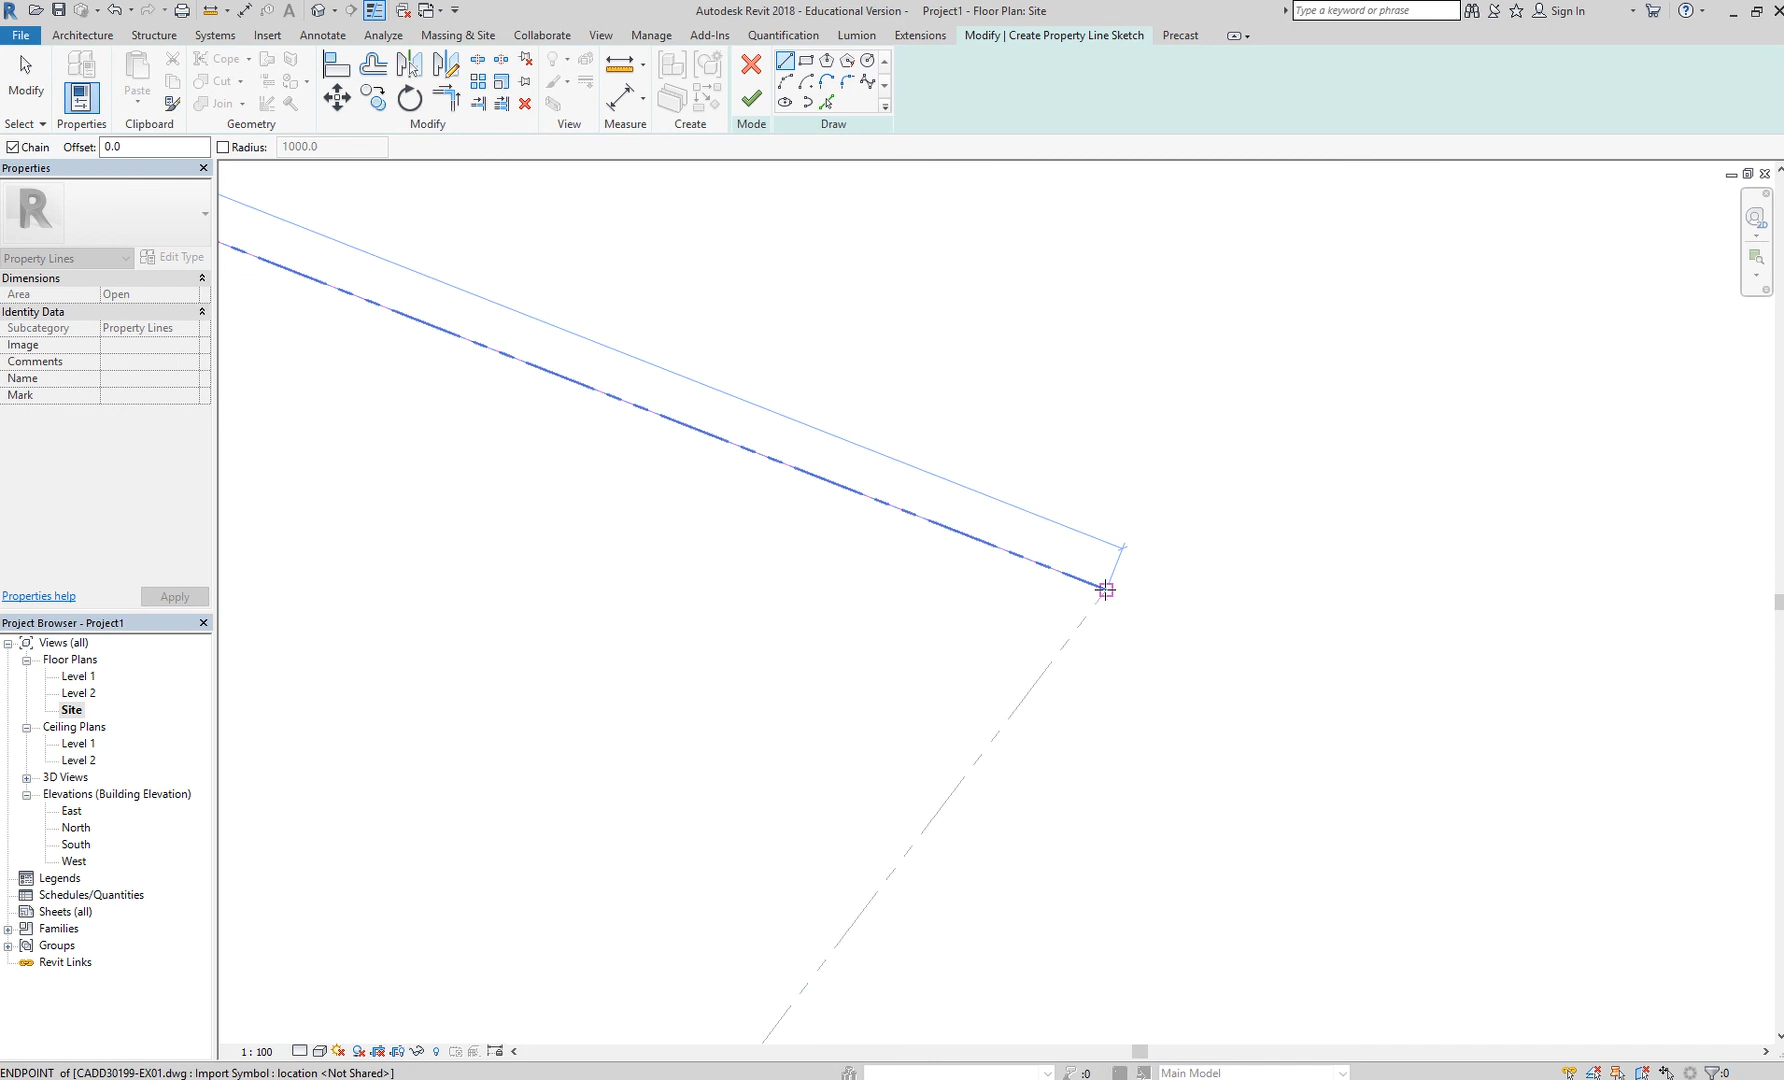 Autodesk Revit 2018 - Educational Version - Project1 - Floor Plan: Site
Type a keyword or phrase
Sign In
File Architecture Structure Systems Insert Annotate Analyze Massing & Site Collaborate View Manage Add-Ins Quantification Lumion Extensions Modify | Create Property Line Sketch Precast
Modify
Paste
Cope
Cut
Join
Select Properties Clipboard Geometry Modify View Measure Create Mode Draw
Chain Offset: 0.0 Radius: 1000.0
Properties
R
Property Lines Edit Type
Dimensions
Area Open
Identity Data
Subcategory Property Lines
Image
Comments
Name
Mark
Properties help Apply
Project Browser - Project1
Views (all)
Floor Plans
Level 1
Level 2
Site
Ceiling Plans
Level 1
Level 2
3D Views
Elevations (Building Elevation)
East
North
South
West
Legends
Schedules/Quantities
Sheets (all)
Families
Groups
Revit Links
2D
1 : 100
ENDPOINT of [CADD30199-EX01.dwg : Import Symbol : location <Not Shared>]
:0
Main Model
:0